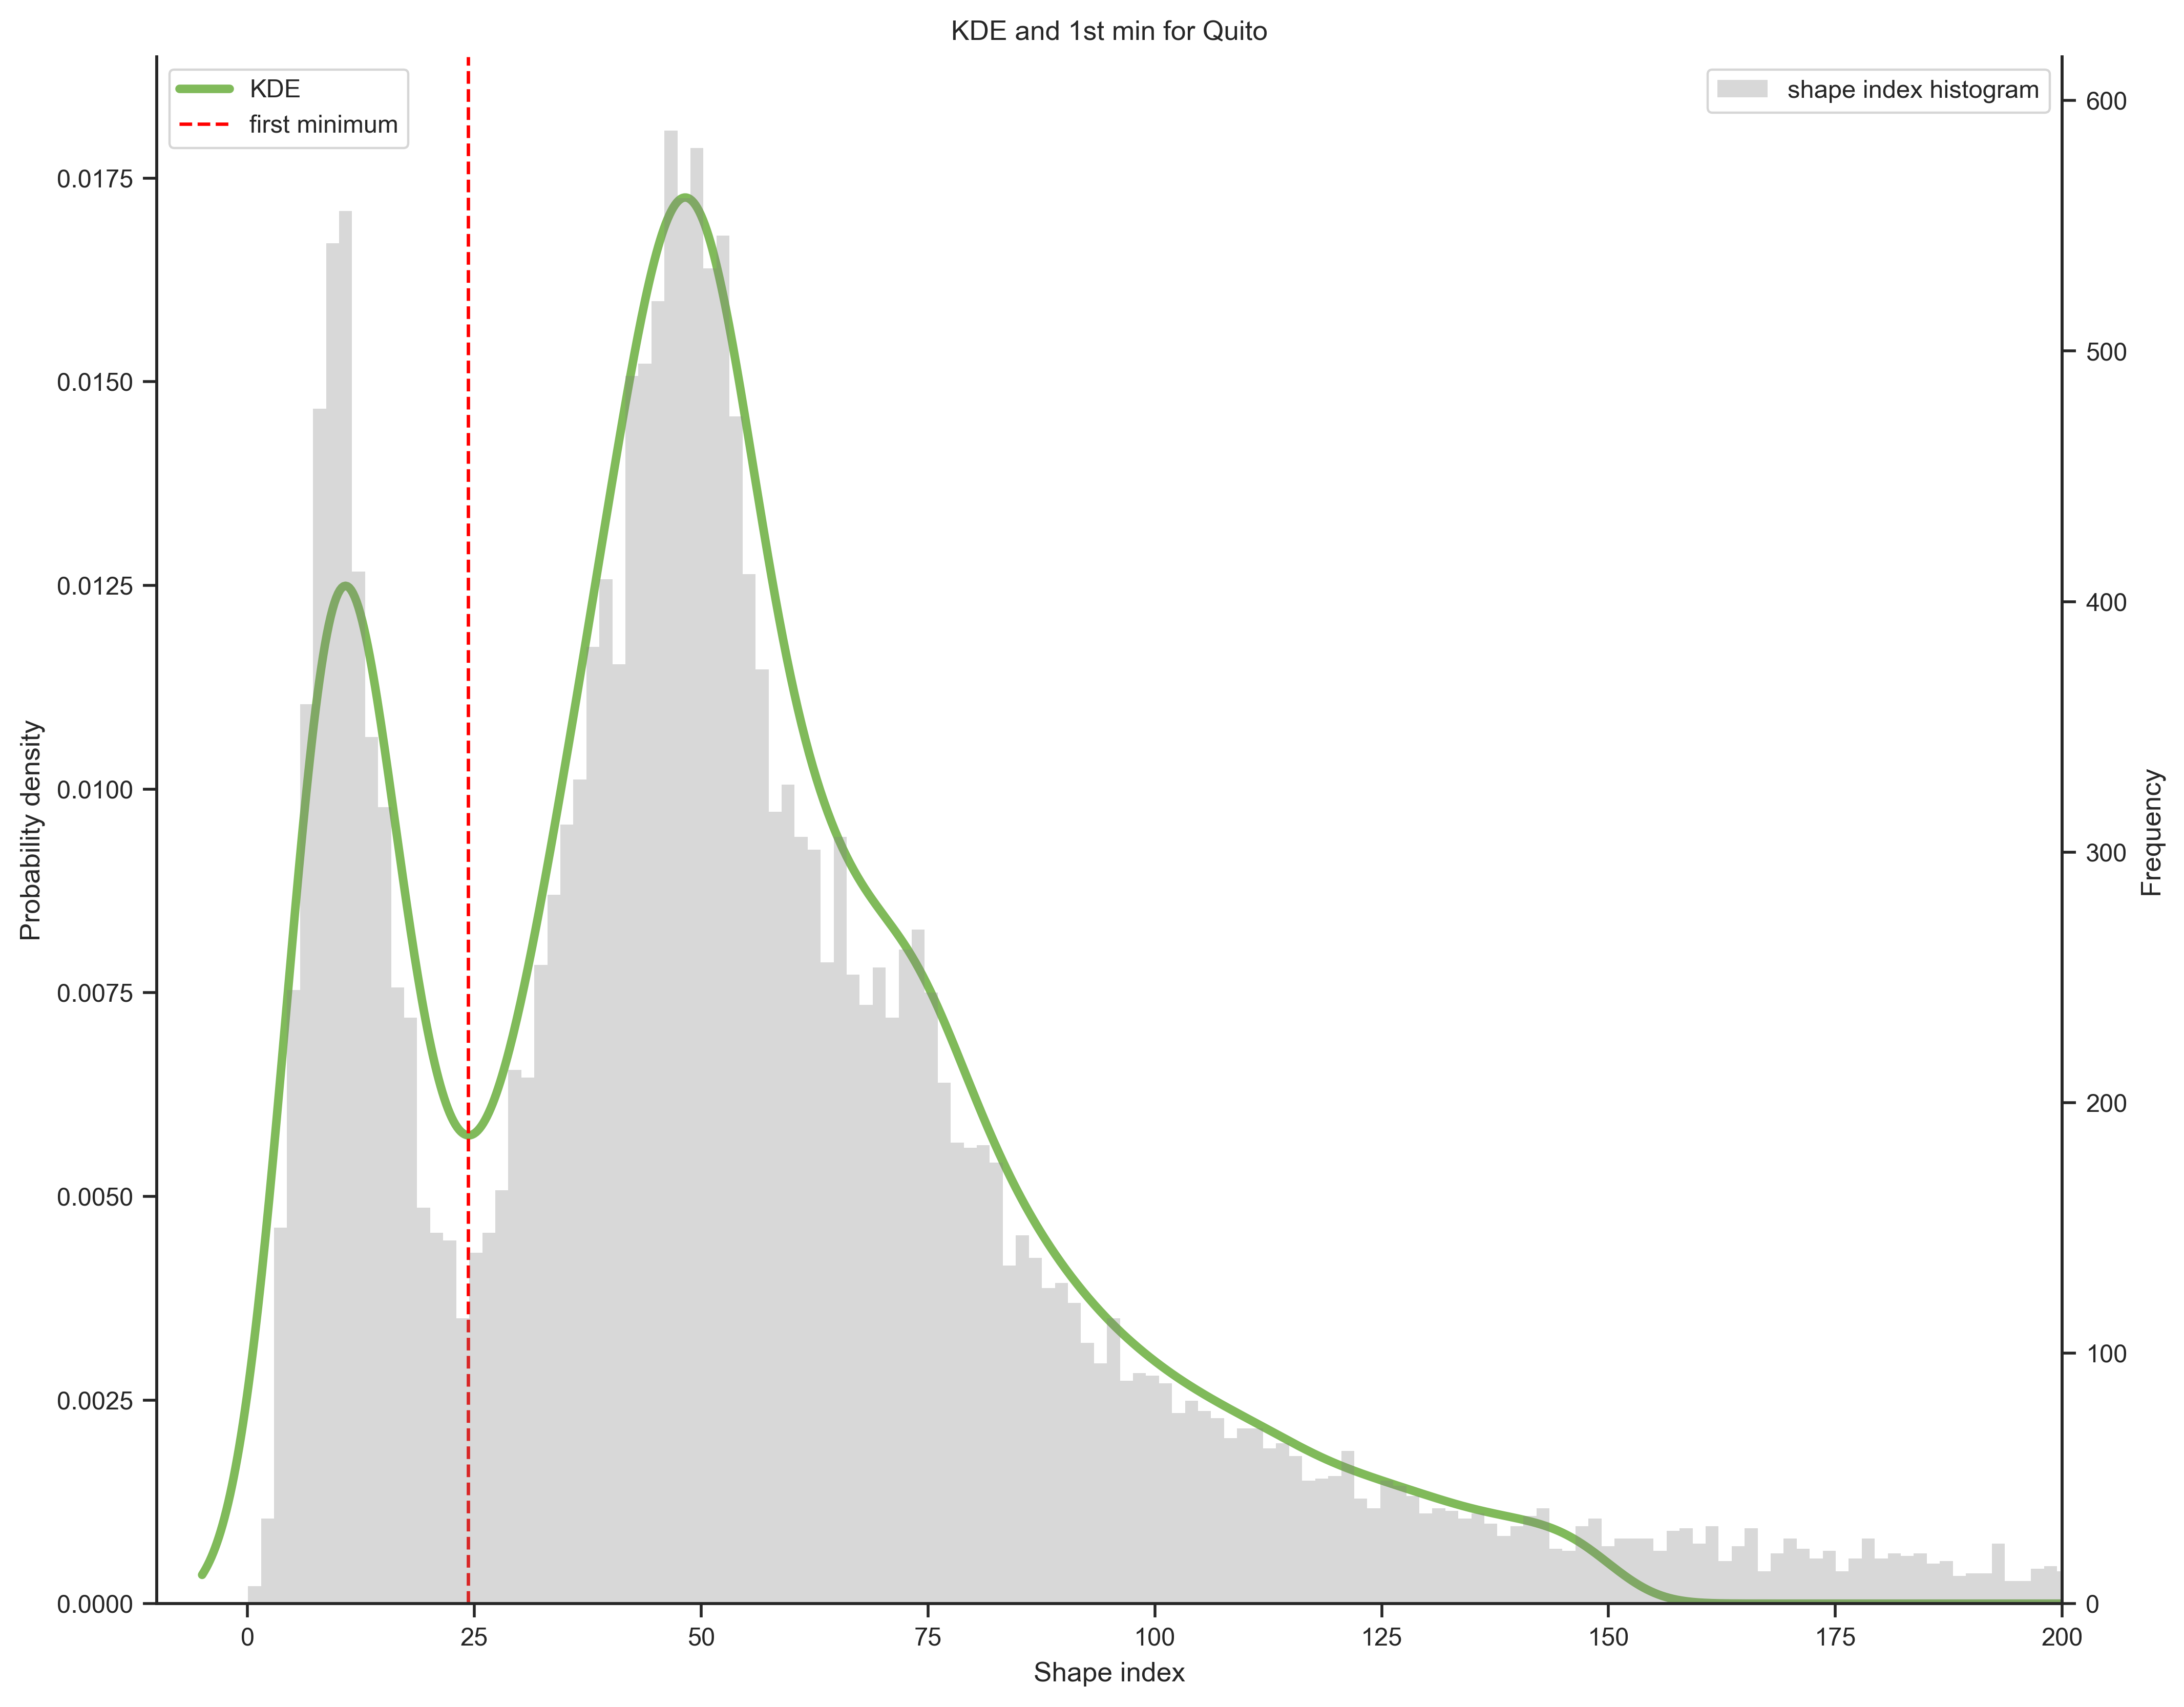 KDE and 1st min for Quito
KDE
first minimum
shape index histogram
Probability density
0.0175
0.0150
0.0125
0.0100
0.0075
0.0050
0.0025
0.0000
600
500
400
300
200
100
0
Frequency
0 25 50 75 100 125 150 175 200
Shape index